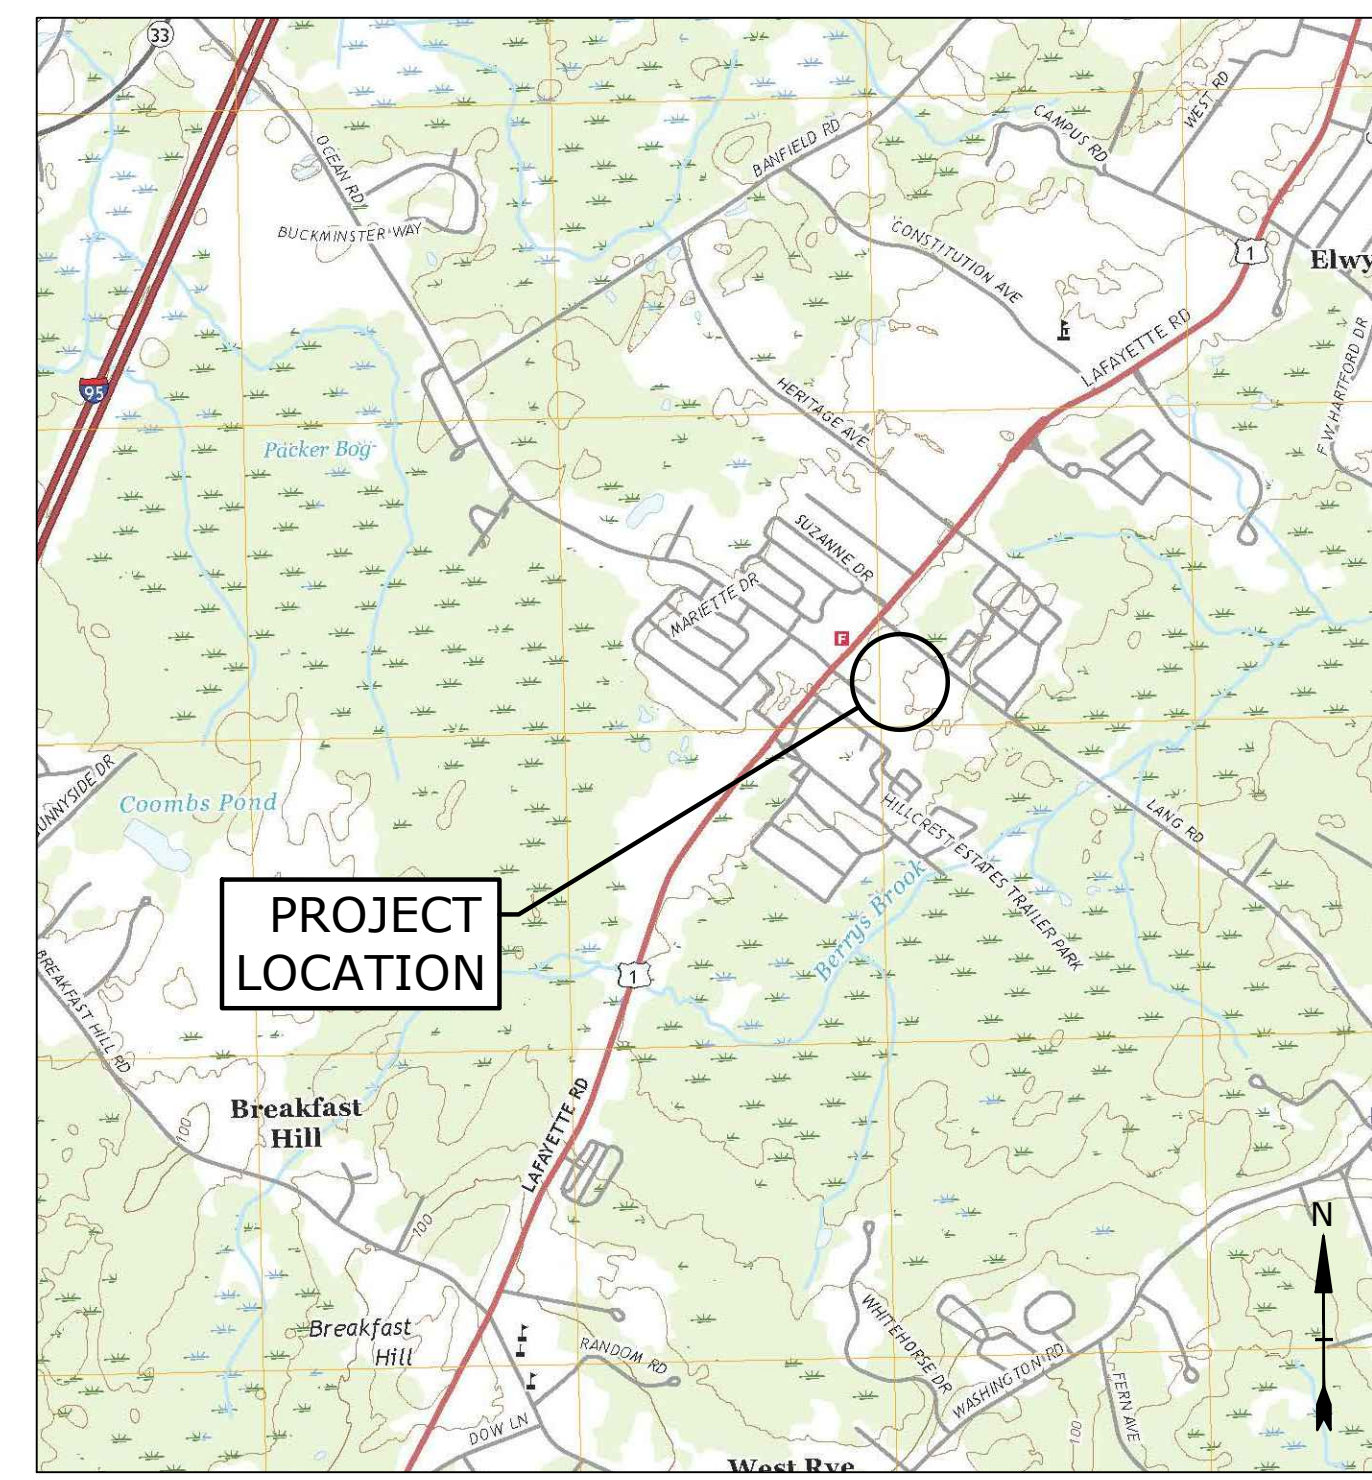 33
OCEAN RD
BUCKMINSTER WAY
BANFIELD RD
CAMPUS RD
WEST RD
CONSTITUTION AVE
1
Elwy
LAFAYETTE RD
F W HARTFORD DR
95
Packer Bog
HERITAGE AVE
SUZANNE DR
MARIETTE DR
F
UNNYSIDE DR
Coombs Pond
LANG RD
HILLCREST ESTATES TRAILER PARK
Berrys Brook
PROJECT
LOCATION
1
BREAKFAST HILL RD
Breakfast
Hill
100
LAFAYETTE RD
100
N
Breakfast
Hill
RANDOM RD
WHITEHORSE DR
WASHINGTON RD
FERN AVE
100
DOW LN
West Rye